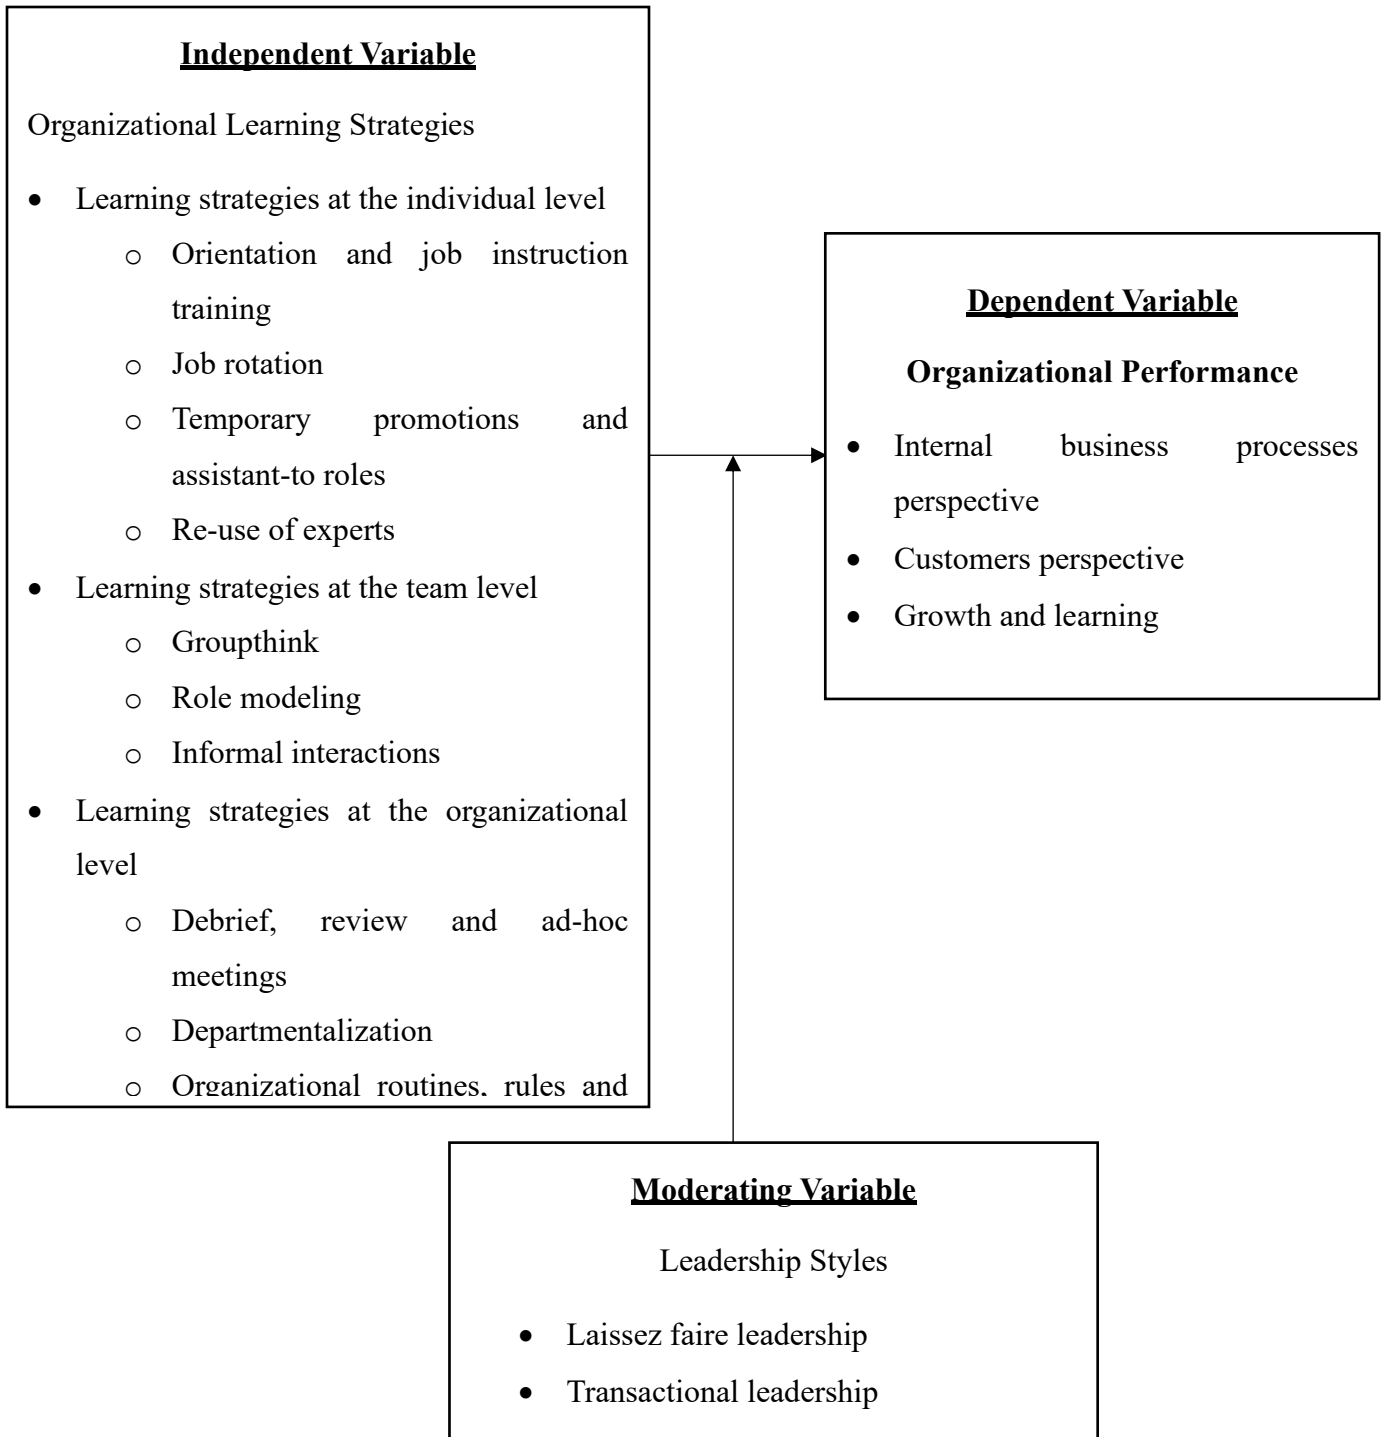 Independent Variable
Organizational Learning Strategies
• Learning strategies at the individual level
o Orientation and job instruction
training
o Job rotation
o Temporary promotions and
assistant-to roles
o Re-use of experts
• Learning strategies at the team level
o Groupthink
o Role modeling
o Informal interactions
• Learning strategies at the organizational
level
o Debrief, review and ad-hoc
meetings
o Departmentalization
o Organizational routines, rules and
Dependent Variable
Organizational Performance
• Internal business processes
perspective
• Customers perspective
• Growth and learning
Moderating Variable
Leadership Styles
• Laissez faire leadership
• Transactional leadership